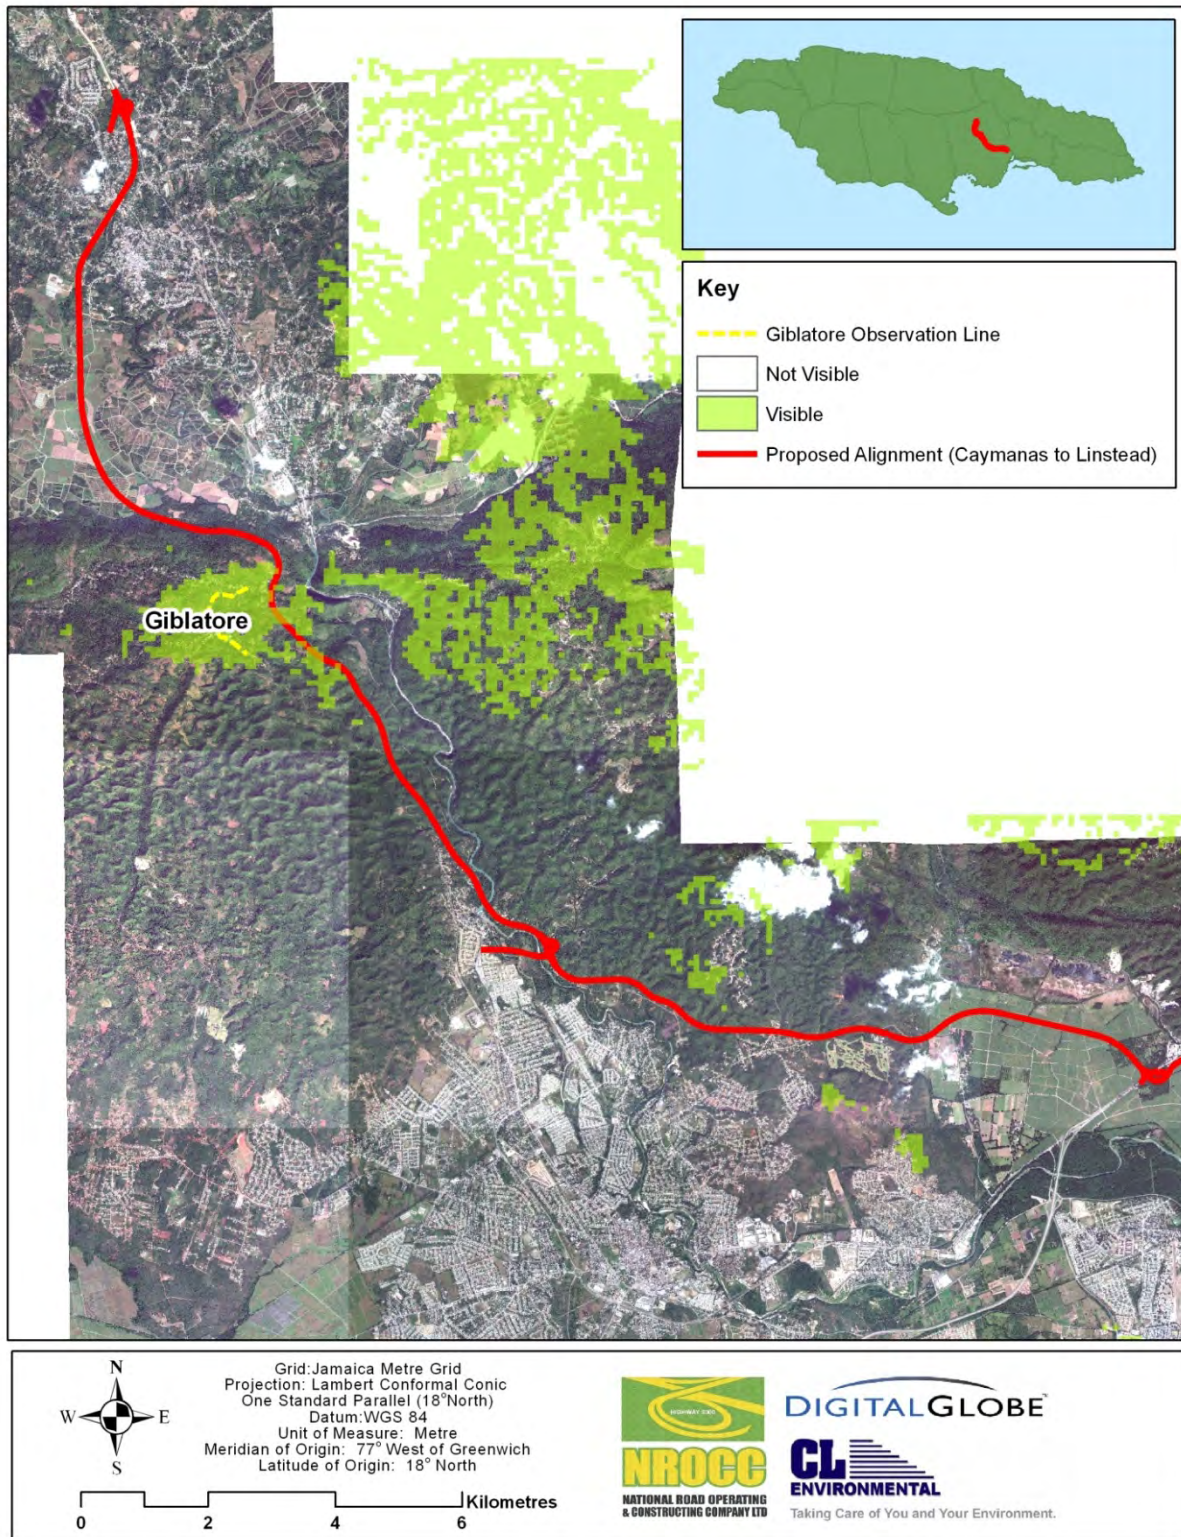 Key
Giblatore Observation Line
Not Visible
Visible
Proposed Alignment (Caymanas to Linstead)
Giblatore
N
W
E
S
Grid:Jamaica Metre Grid
Projection: Lambert Conformal Conic
One Standard Parallel (18°North)
Datum:WGS 84
Unit of Measure: Metre
Meridian of Origin: 77° West of Greenwich
Latitude of Origin: 18° North
Kilometres
0 2 4 6
HIGHWAY 2000
NROCC
NATIONAL ROAD OPERATING
& CONSTRUCTING COMPANY LTD
DIGITALGLOBE
CL
ENVIRONMENTAL
Taking Care of You and Your Environment.